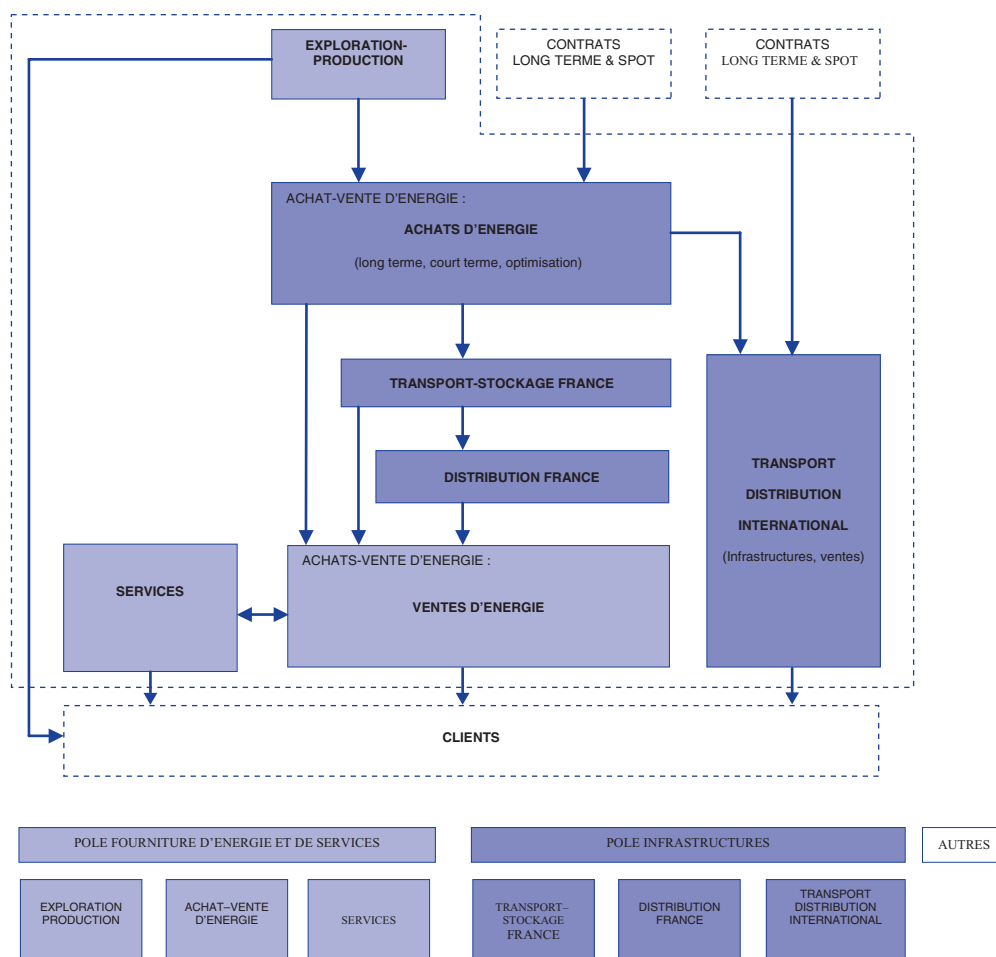 EXPLORATION-
PRODUCTION
CONTRATS
LONG TERME & SPOT
CONTRATS
LONG TERME & SPOT
ACHAT-VENTE D'ENERGIE :
ACHATS D'ENERGIE
(long terme, court terme, optimisation)
TRANSPORT-STOCKAGE FRANCE
DISTRIBUTION FRANCE
TRANSPORT
DISTRIBUTION
INTERNATIONAL
(Infrastructures, ventes)
SERVICES
ACHATS-VENTE D'ENERGIE :
VENTES D'ENERGIE
CLIENTS
POLE FOURNITURE D'ENERGIE ET DE SERVICES
POLE INFRASTRUCTURES
AUTRES
EXPLORATION
PRODUCTION
ACHAT–VENTE
D'ENERGIE
SERVICES
TRANSPORT–
STOCKAGE
FRANCE
DISTRIBUTION
FRANCE
TRANSPORT
DISTRIBUTION
INTERNATIONAL